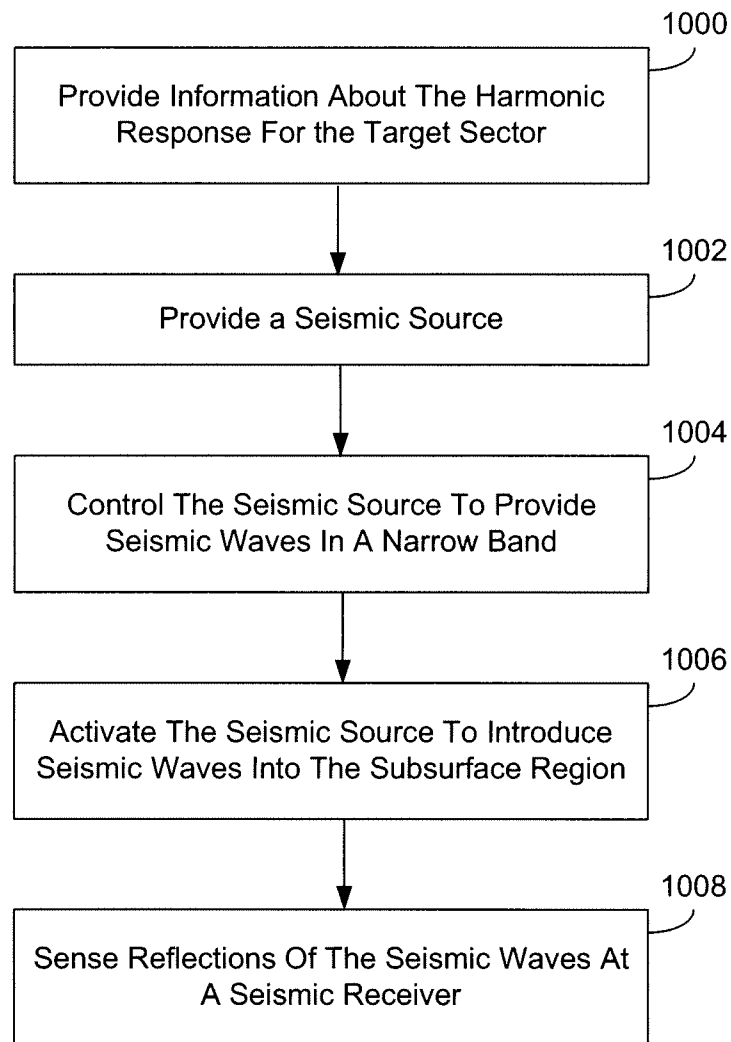 1000
Provide Information About The Harmonic
Response For the Target Sector
1002
Provide a Seismic Source
1004
Control The Seismic Source To Provide
Seismic Waves In A Narrow Band
1006
Activate The Seismic Source To Introduce
Seismic Waves Into The Subsurface Region
1008
Sense Reflections Of The Seismic Waves At
A Seismic Receiver